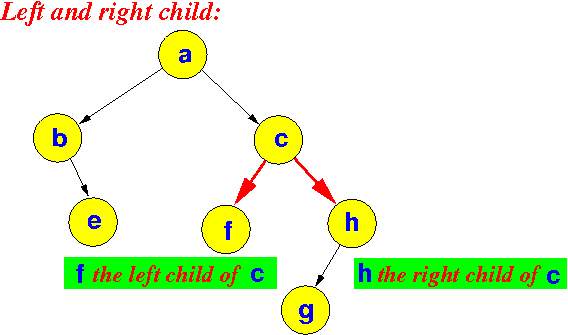 Left and right child:
a
b
c
e
f
h
f the left child of c
h the right child of c
g